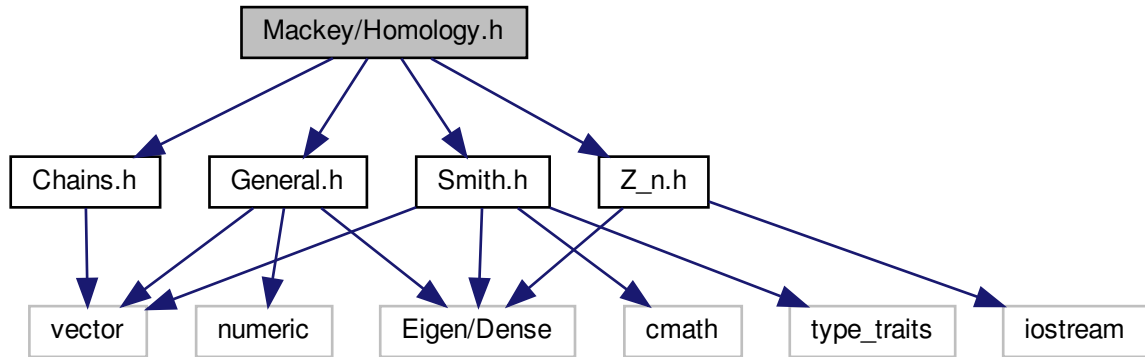 Mackey/Homology.h
Chains.h
General.h
Smith.h
Z_n.h
vector
numeric
Eigen/Dense
cmath
type_traits
iostream